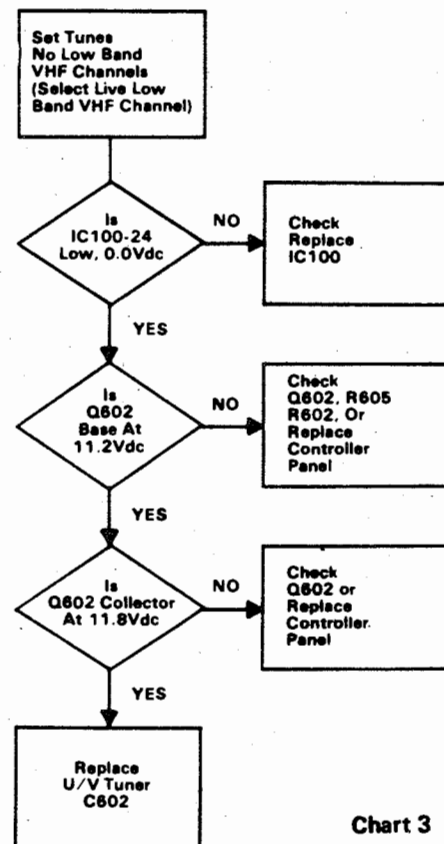 Set Tunes
No Low Band
VHF Channels
(Select Live Low
Band VHF Channel)
Is
IC100-24
Low, 0.0Vdc
NO
Check
Replace
IC100
YES
Is
Q602
Base At
11.2Vdc
NO
Check
Q602, R605
R602, Or
Replace
Controller
Panel
YES
Is
Q602 Collector
At 11.8Vdc
NO
Check
Q602 or
Replace
Controller.
Panel
YES
Replace
U/V Tuner
C602
Chart 3